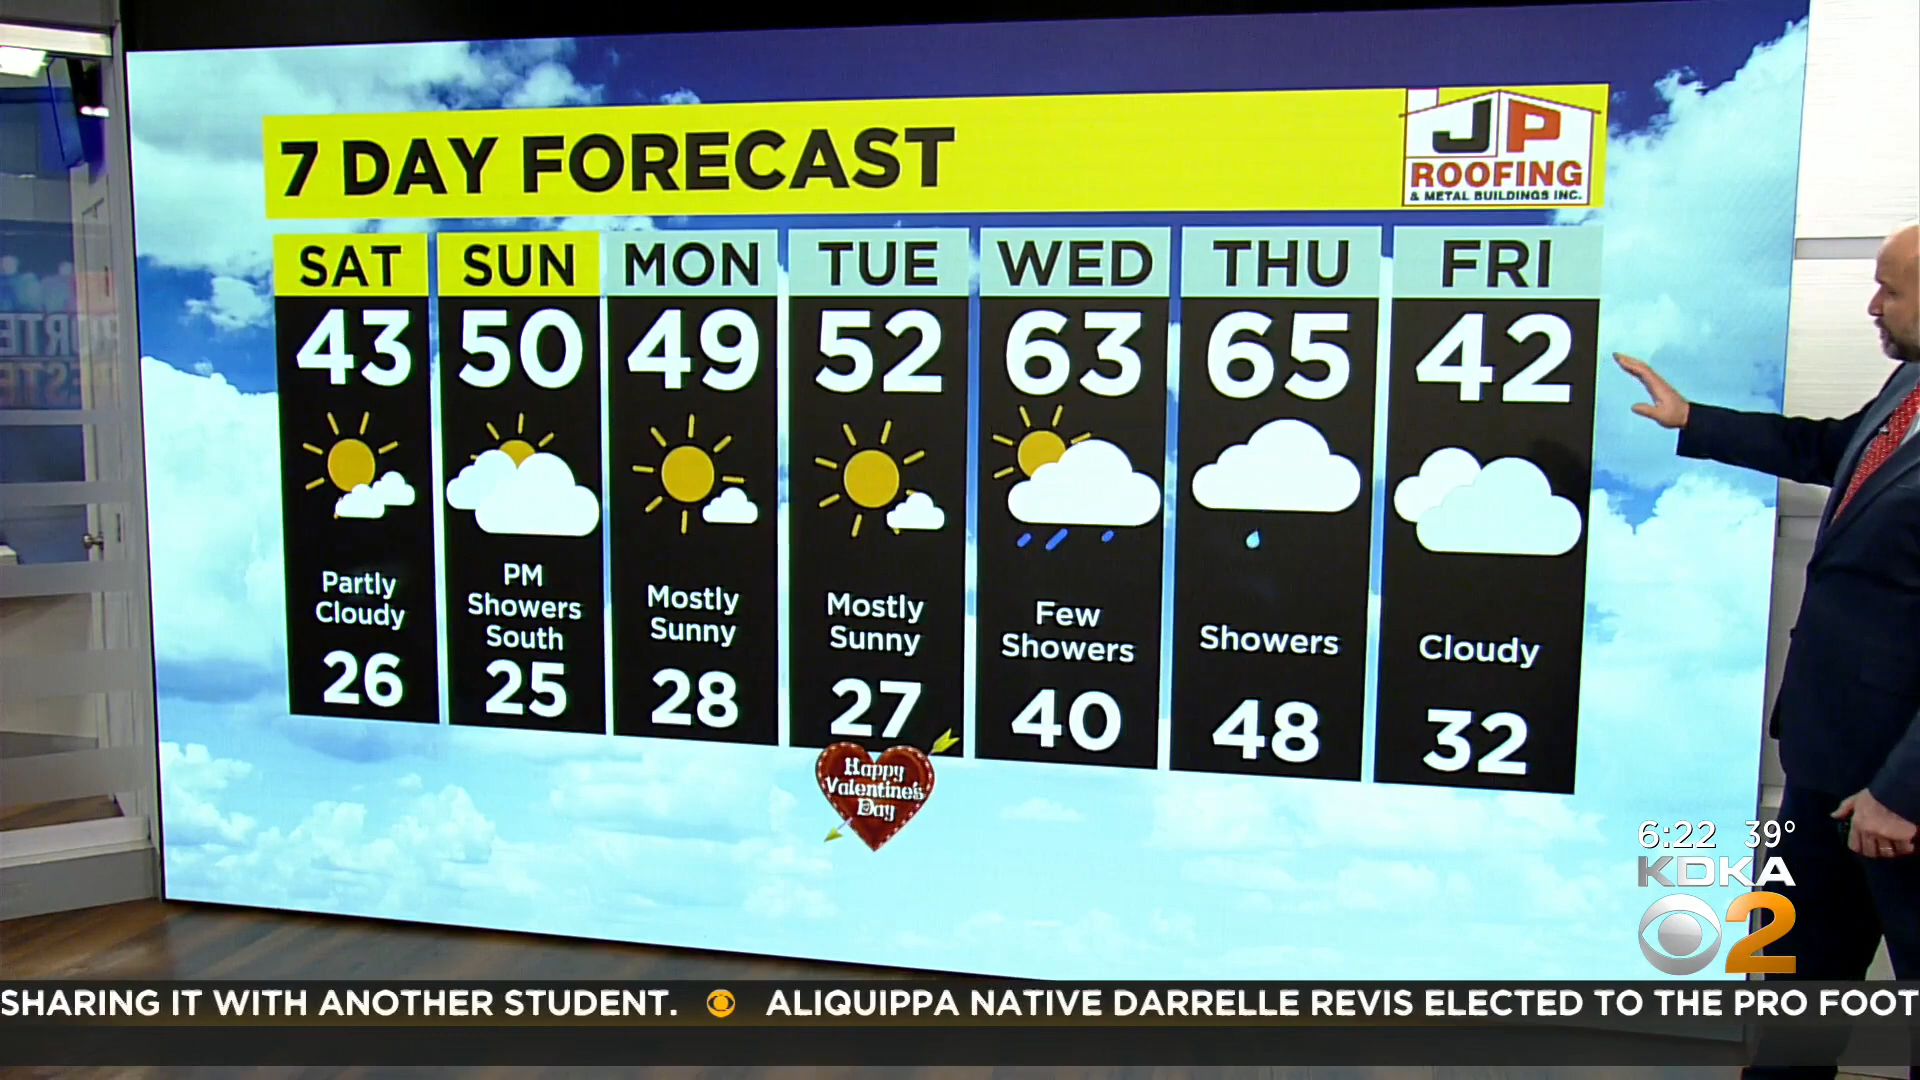 7 DAY FORECAST
JP
ROOFING
& METAL BUILDINGS INC.
SAT
SUN
MON
TUE
WED
THU
FRI
43
50
49
52
63
65
42
Partly
Cloudy
PM
Showers
South
Mostly
Sunny
Mostly
Sunny
Few
Showers
Showers
Cloudy
26
25
28
27
40
48
32
Happy
Valentine's
Day
6:22 39°
KDKA
2
SHARING IT WITH ANOTHER STUDENT. ALIQUIPPA NATIVE DARRELLE REVIS ELECTED TO THE PRO FOOT